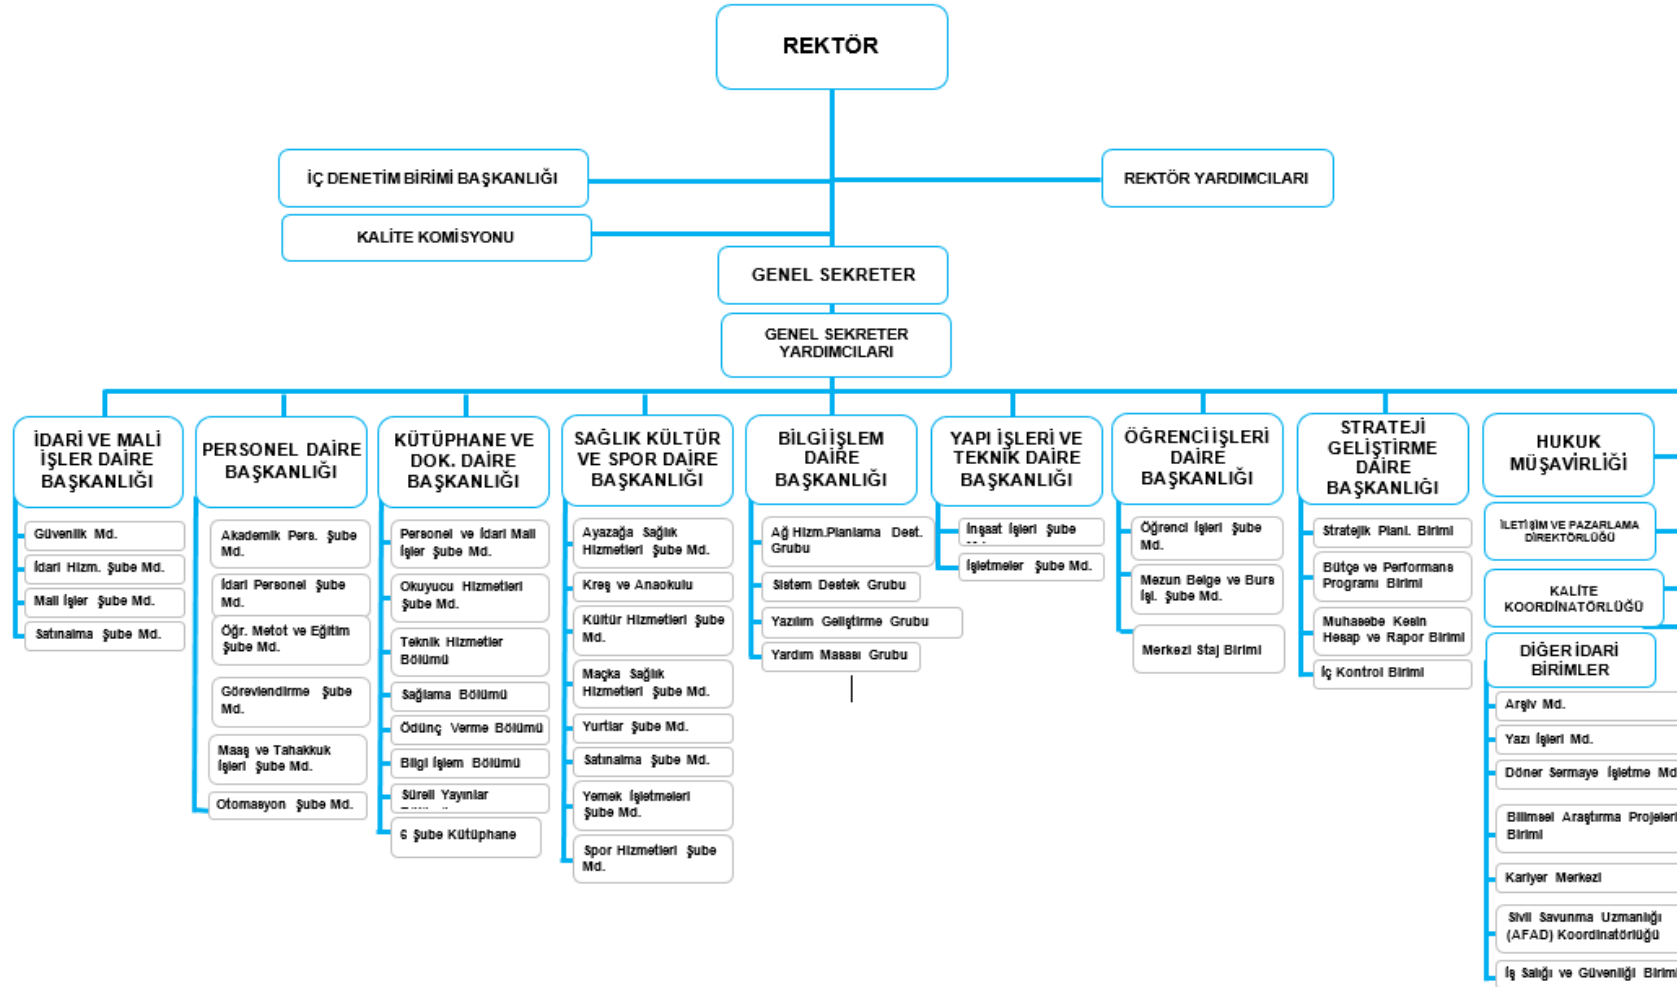 REKTÖR
İÇ DENETİM BİRİMİ BAŞKANLIĞI
REKTÖR YARDIMCILARI
KALİTE KOMİSYONU
GENEL SEKRETER
GENEL SEKRETER
YARDIMCILARI
İDARİ VE MALİ
İŞLER DAİRE
BAŞKANLIĞI
Güvenlik Md.
İdari Hizm. Şube Md.
Mali İşler Şube Md.
Satınalma Şube Md.
PERSONEL DAİRE
BAŞKANLIĞI
Akademik Pers. Şube
Md.
İdari Personel Şube
Md.
Öğr. Metot ve Eğitim
Şube Md.
Görevlendirme Şube
Md.
Maaş ve Tahakkuk
İşleri Şube Md.
Otomasyon Şube Md.
KÜTÜPHANE VE
DOK. DAİRE
BAŞKANLIĞI
Personel ve İdari Mali
İşler Şube Md.
Okuyucu Hizmetleri
Şube Md.
Teknik Hizmetler
Bölümü
Sağlama Bölümü
Ödünç Verme Bölümü
Bilgi İşlem Bölümü
Süreli Yayınlar
6 Şube Kütüphane
SAĞLIK KÜLTÜR
VE SPOR DAİRE
BAŞKANLIĞI
Ayazağa Sağlık
Hizmetleri Şube Md.
Kreş ve Anaokulu
Kültür Hizmetleri Şube
Md.
Maçka Sağlık
Hizmetleri Şube Md.
Yurtlar Şube Md.
Satınalma Şube Md.
Yemek İşletmeleri
Şube Md.
Spor Hizmetleri Şube
Md.
BİLGİ İŞLEM
DAİRE
BAŞKANLIĞI
Ağ Hizm.Planlama Dest.
Grubu
Sistem Destek Grubu
Yazılım Geliştirme Grubu
Yardım Masası Grubu
YAPI İŞLERİ VE
TEKNİK DAİRE
BAŞKANLIĞI
İnşaat İşleri Şube
İşletmeler Şube Md.
ÖĞRENCİ İŞLERİ
DAİRE
BAŞKANLIĞI
Öğrenci İşleri Şube
Md.
Mezun Belge ve Burs
İşl. Şube Md.
Merkezi Staj Birimi
STRATEJİ
GELİŞTİRME
DAİRE
BAŞKANLIĞI
Stratejik Planl. Birimi
Bütçe ve Performans
Programı Birimi
Muhasebe Kesin
Hesap ve Rapor Birimi
İç Kontrol Birimi
HUKUK
MÜŞAVİRLİĞİ
İLETİŞİM VE PAZARLAMA
DİREKTÖRLÜĞÜ
KALİTE
KOORDİNATÖRLÜĞÜ
DİĞER İDARİ
BİRİMLER
Arşiv Md.
Yazı İşleri Md.
Döner Sermaye İşletme Md
Bilimsel Araştırma Projeleri
Birimi
Kariyer Merkezi
Sivil Savunma Uzmanlığı
(AFAD) Koordinatörlüğü
İş Salığı ve Güvenliği Birimi